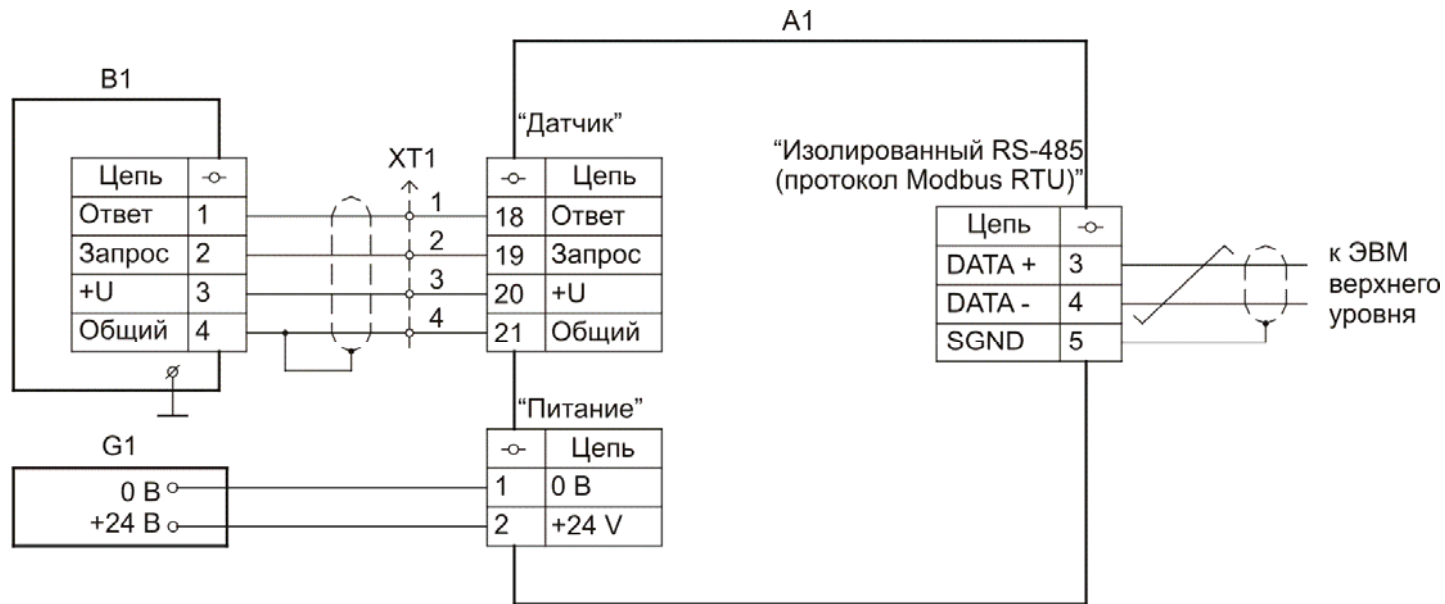 A1
B1
“Датчик”
Цепь
Ответ 1
Запрос 2
+U 3
Общий 4
XT1
1
2
3
4
Цепь
18 Ответ
19 Запрос
20 +U
21 Общий
“Изолированный RS-485
(протокол Modbus RTU)”
Цепь
DATA + 3
DATA - 4
SGND 5
к ЭВМ
верхнего
уровня
G1
0 В
+24 В
“Питание”
Цепь
1 0 В
2 +24 V